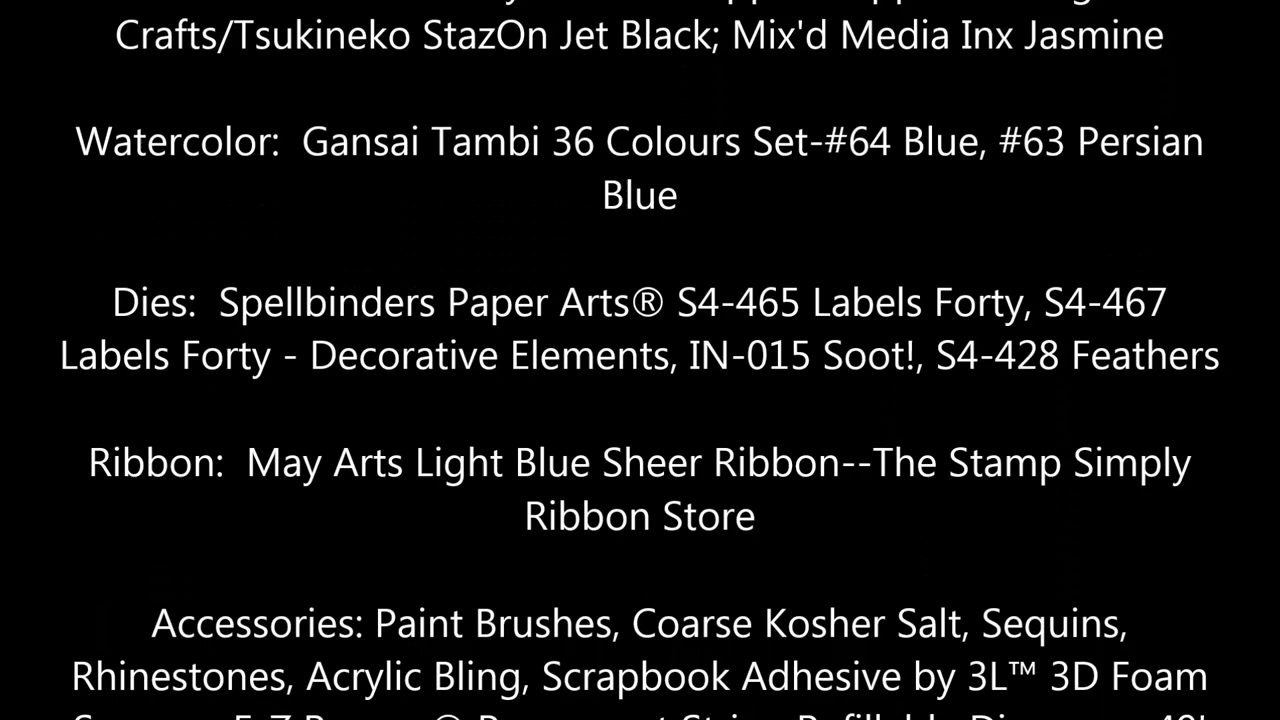 Crafts/Tsukineko StazOn Jet Black; Mix'd Media Inx Jasmine
Watercolor:  Gansai Tambi 36 Colours Set-#64 Blue, #63 Persian
Blue
Dies:  Spellbinders Paper Arts® S4-465 Labels Forty, S4-467
Labels Forty - Decorative Elements, IN-015 Soot!, S4-428 Feathers
Ribbon:  May Arts Light Blue Sheer Ribbon--The Stamp Simply
Ribbon Store
Accessories: Paint Brushes, Coarse Kosher Salt, Sequins,
Rhinestones, Acrylic Bling, Scrapbook Adhesive by 3L™ 3D Foam